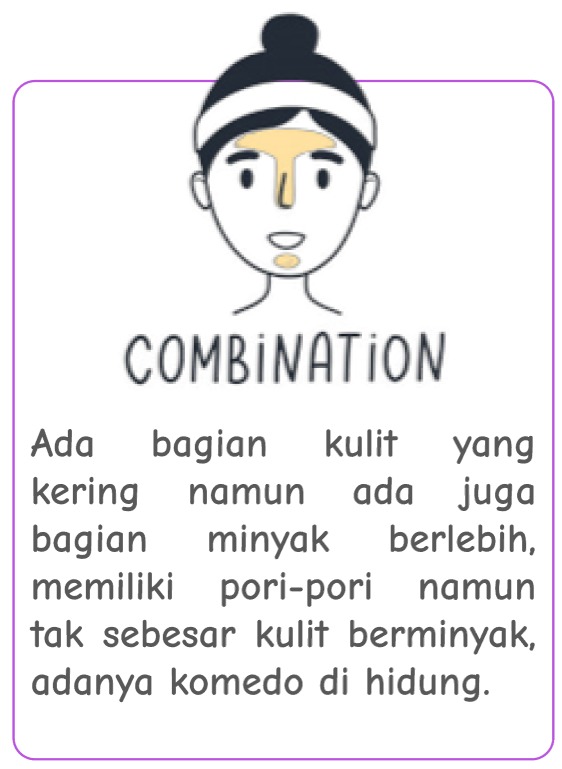 COMBiNATiON
Ada bagian kulit yang
kering namun ada juga
bagian minyak berlebih,
memiliki pori-pori namun
tak sebesar kulit berminyak,
adanya komedo di hidung.